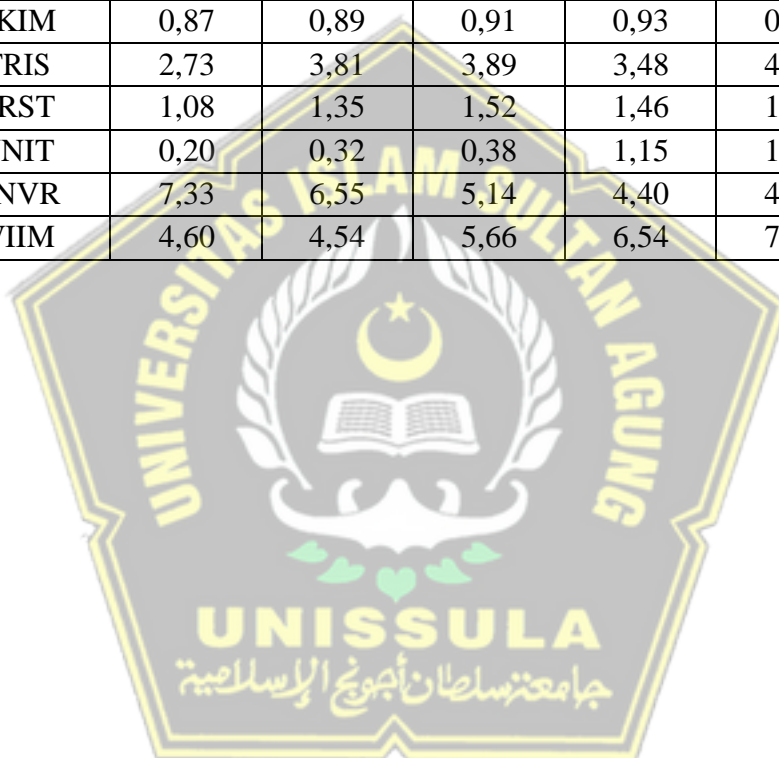 KIM 0,87 0,89 0,91 0,93 0
TRIS 2,73 3,81 3,89 3,48 4
RST 1,08 1,35 1,52 1,46 1
NIT 0,20 0,32 0,38 1,15 1
NVR 7,33 6,55 5,14 4,40 4
VIIM 4,60 4,54 5,66 6,54 7
UNIVERSITAS ISLAM SULTAN AGUNG
UNISSULA
جامعة سلطان أجونج الإسلامية